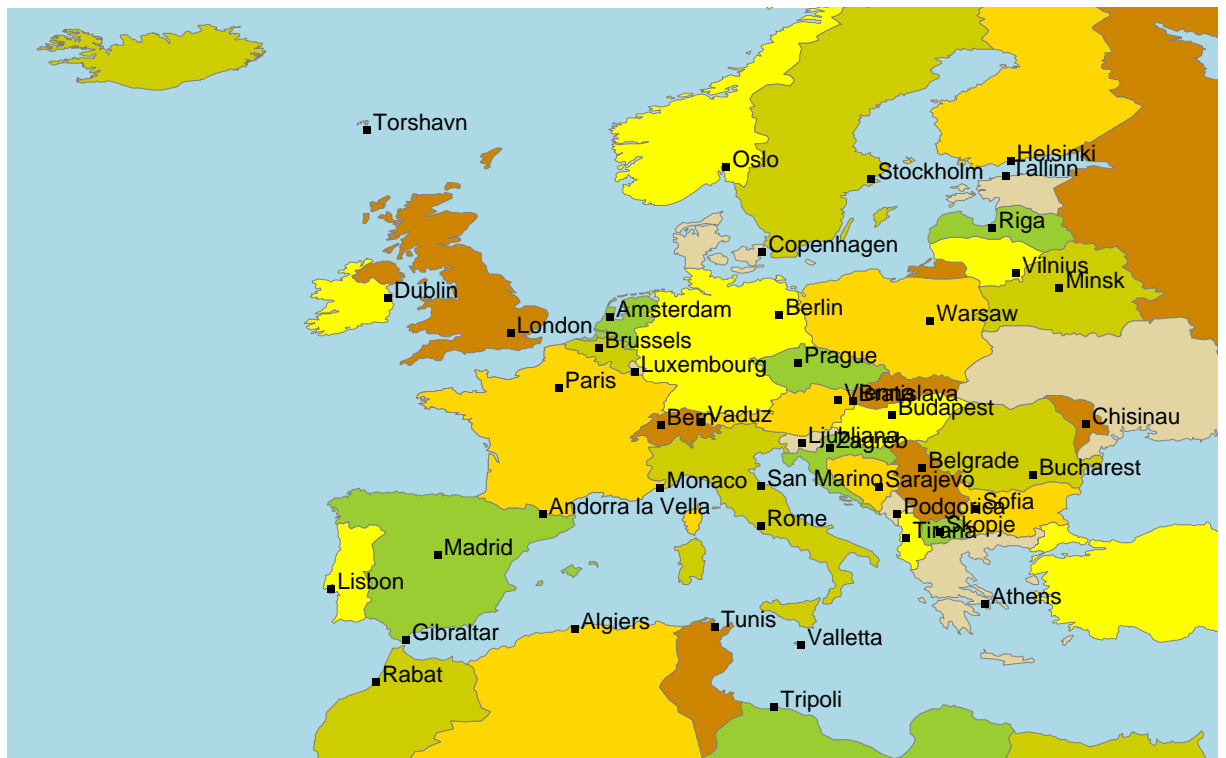 Torshavn
Oslo
Helsinki
Tallinn
Stockholm
Riga
Copenhagen
Vilnius
Minsk
Dublin
Amsterdam
Berlin
Warsaw
London
Brussels
Luxembourg
Prague
Paris
Vienna
Bratislava
Budapest
Bern
Vaduz
Chisinau
Ljubljana
Zagreb
Belgrade
Bucharest
Monaco
San Marino
Sarajevo
Andorra la Vella
Podgorica
Sofia
Rome
Skopje
Tirana
Madrid
Lisbon
Athens
Gibraltar
Algiers
Tunis
Valletta
Rabat
Tripoli